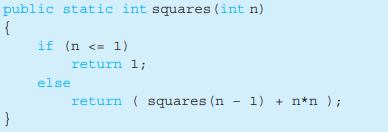 public static int squares(int n)
{
    if (n <= 1)
        return 1;
    else
        return ( squares(n - 1) + n*n );
}